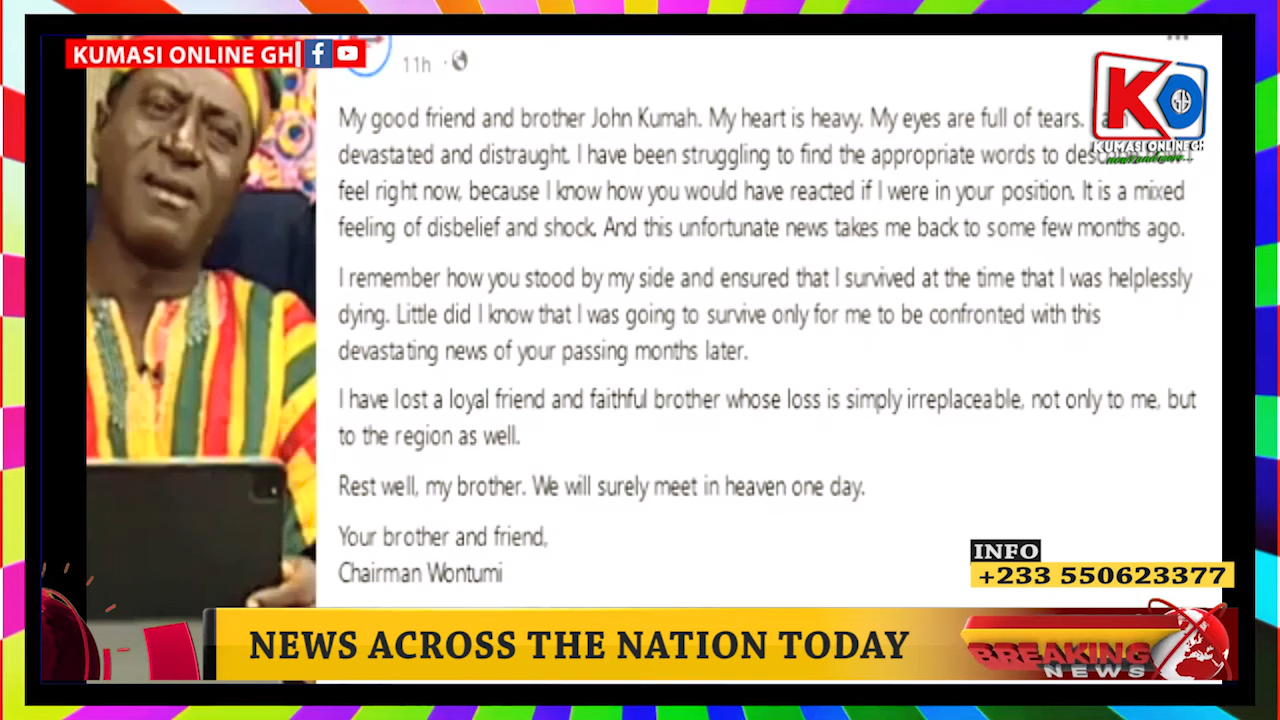 KUMASI ONLINE GH
11h
KO
KUMASI ONLINE GH
My good friend and brother John Kumah. My heart is heavy. My eyes are full of tears.
devastated and distraught. I have been struggling to find the appropriate words to
feel right now, because I know how you would have reacted if I were in your position. It is a mixed
feeling of disbelief and shock. And this unfortunate news takes me back to some few months ago.
I remember how you stood by my side and ensured that I survived at the time that I was helplessly
dying. Little did I know that I was going to survive only for me to be confronted with this
devastating news of your passing months later.
I have lost a loyal friend and faithful brother whose loss is simply irreplaceable, not only to me, but
to the region as well.
Rest well, my brother. We will surely meet in heaven one day.
Your brother and friend,
Chairman Wontumi
INFO
+233 550623377
NEWS ACROSS THE NATION TODAY
BREAKING
NEWS